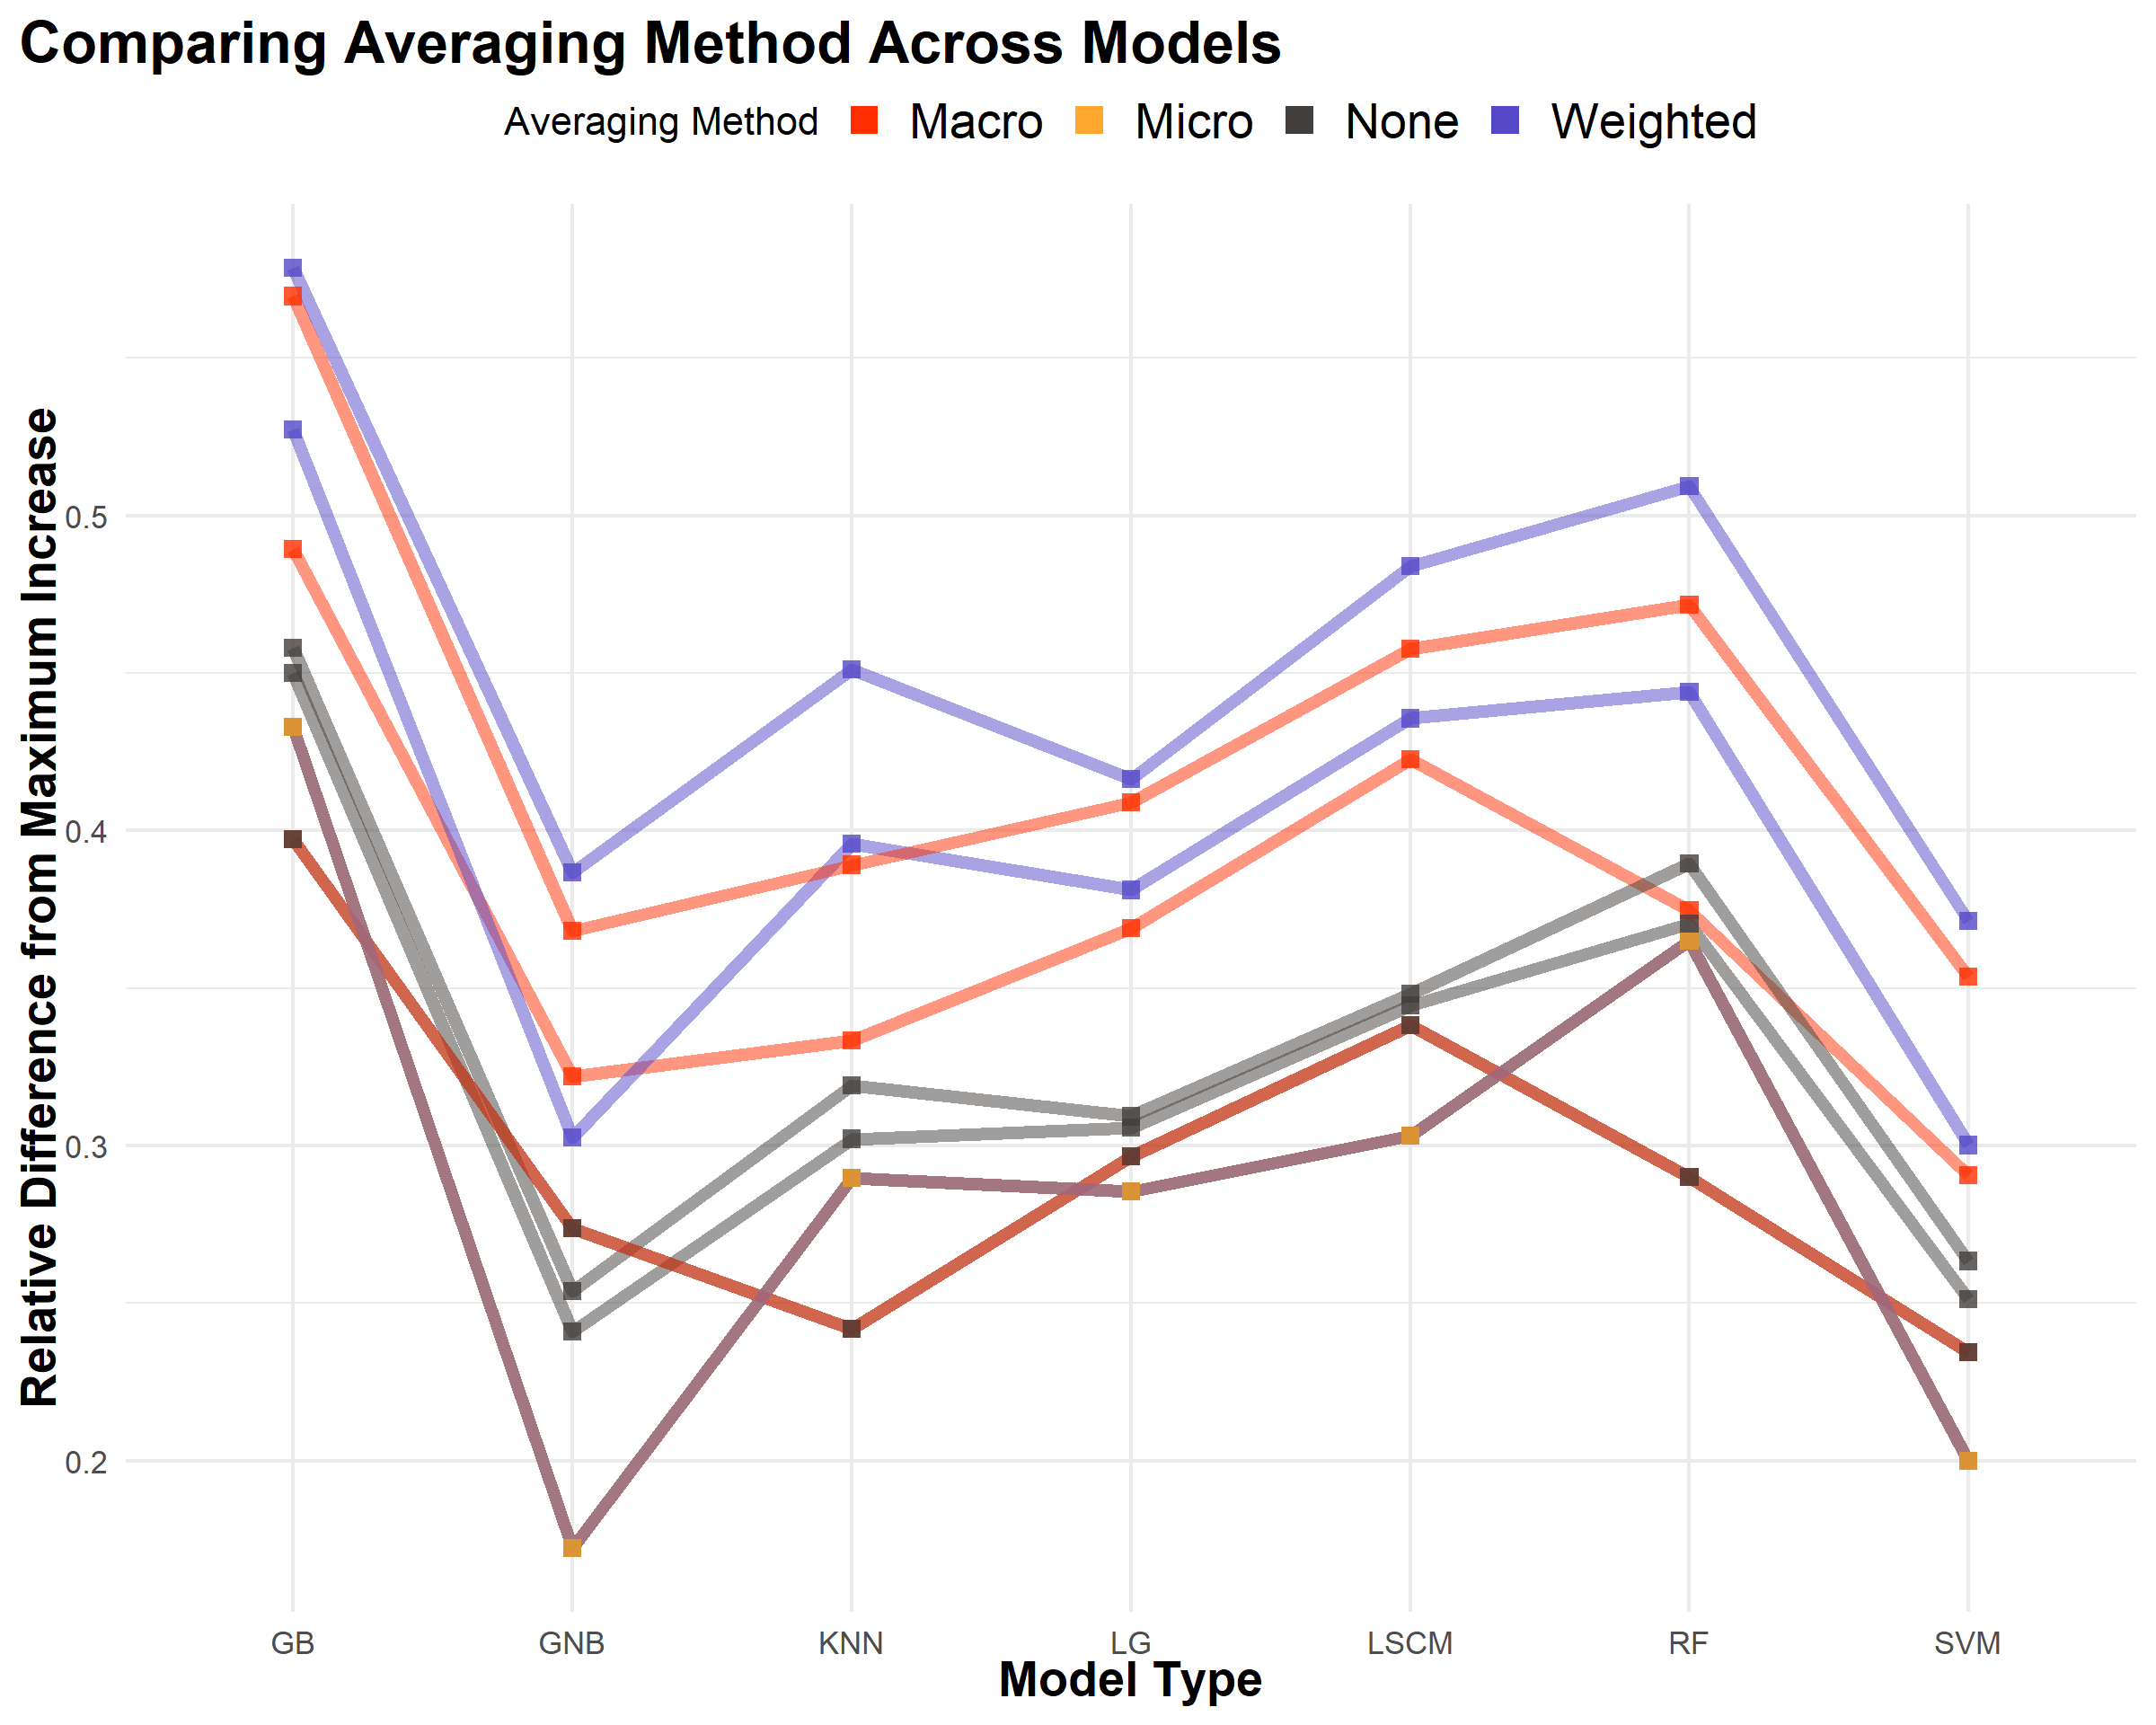 Comparing Averaging Method Across Models
Averaging Method Macro Micro None Weighted
Relative Difference from Maximum Increase
0.5
0.4
0.3
0.2
GB GNB KNN LG LSCM RF SVM
Model Type